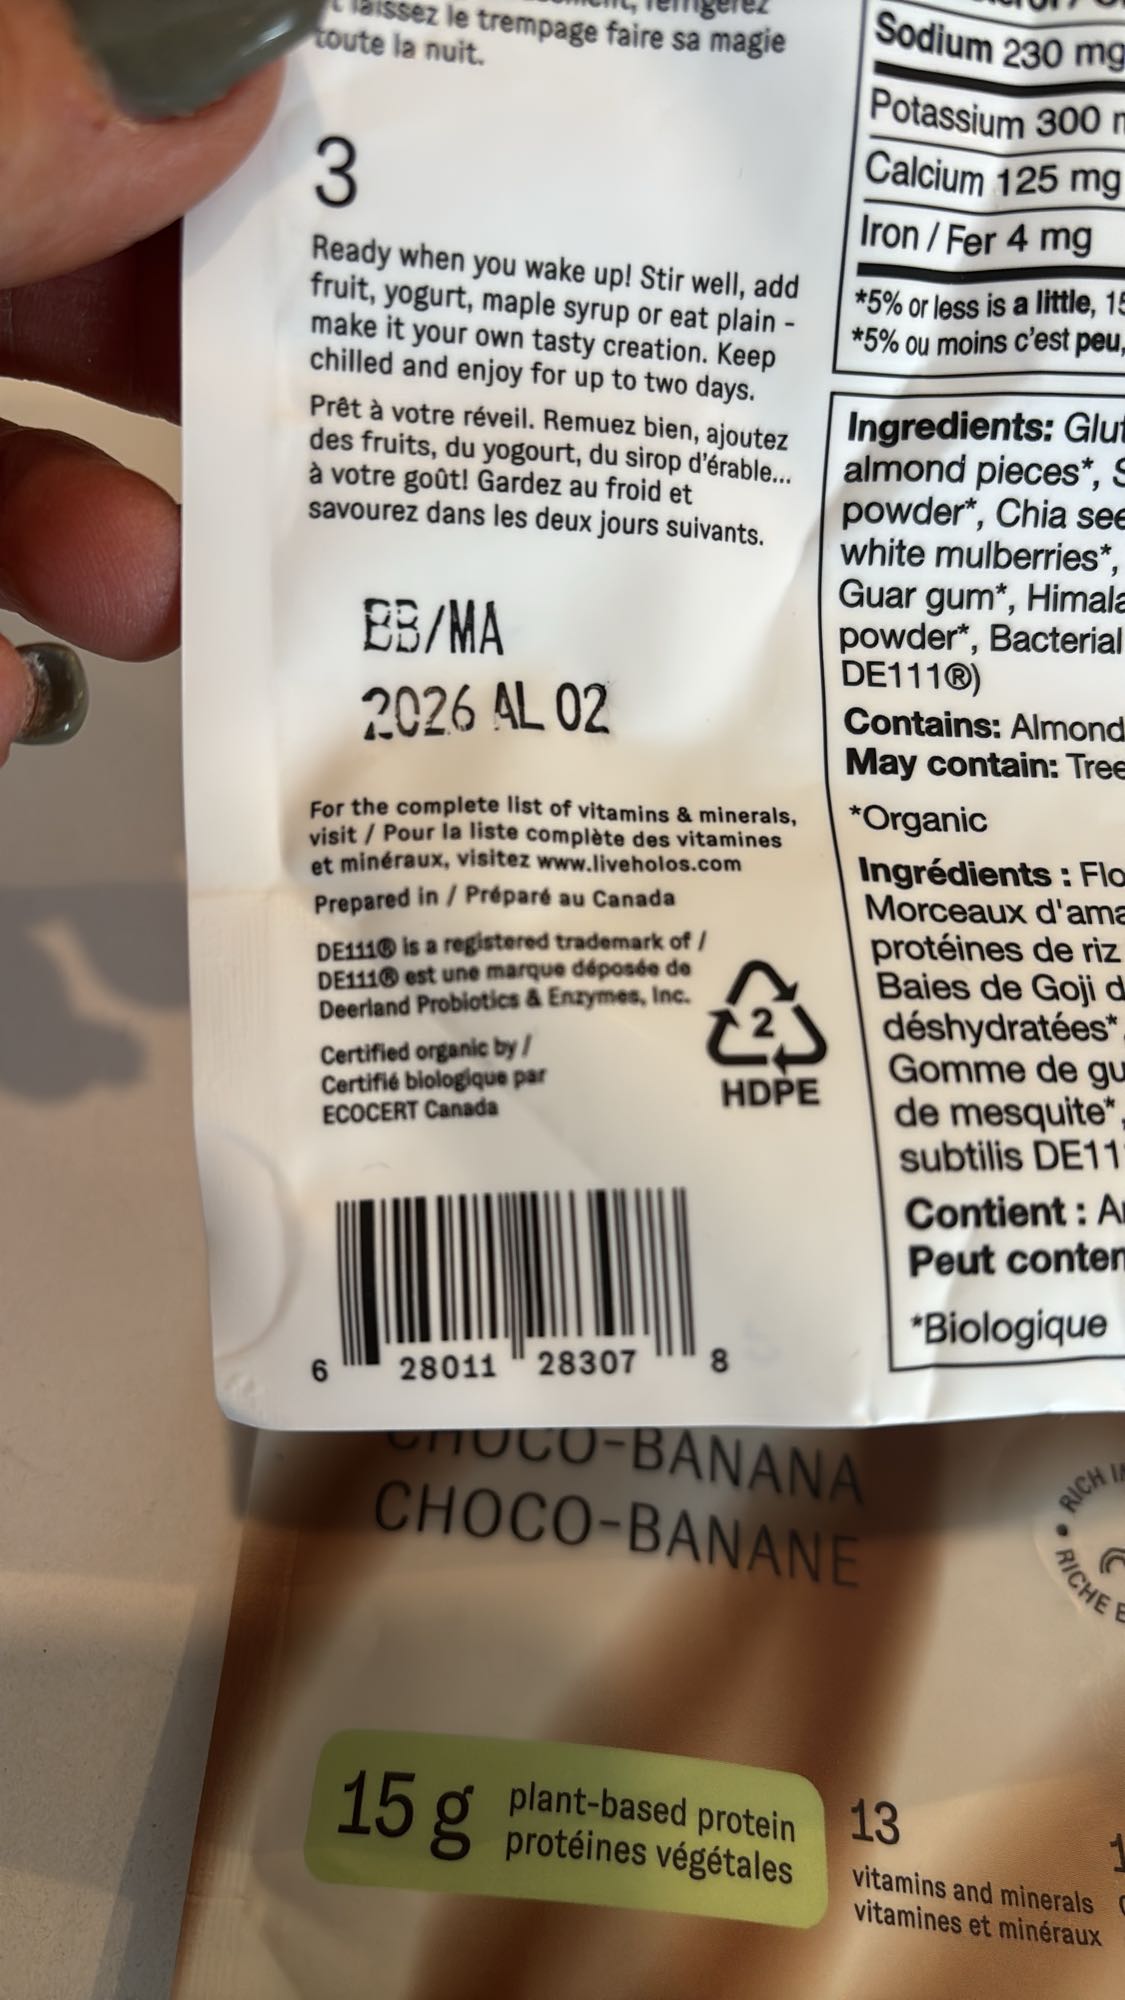 laissez le trempage faire sa magie
toute la nuit.
3
Ready when you wake up! Stir well, add
fruit, yogurt, maple syrup or eat plain -
make it your own tasty creation. Keep
chilled and enjoy for up to two days.
Prêt à votre réveil. Remuez bien, ajoutez
des fruits, du yogourt, du sirop d'érable...
à votre goût! Gardez au froid et
savourez dans les deux jours suivants.
BB/MA
2026 AL 02
For the complete list of vitamins & minerals,
visit / Pour la liste complète des vitamines
et minéraux, visitez www.liveholos.com
Prepared in / Préparé au Canada
DE111® is a registered trademark of /
DE111® est une marque déposée de
Deerland Probiotics & Enzymes, Inc.
Certified organic by /
Certifié biologique par
ECOCERT Canada
2
HDPE
6 28011 28307 8
Sodium 230 mg
Potassium 300
Calcium 125 mg
Iron / Fer 4 mg
*5% or less is a little,
*5% ou moins c'est peu,
Ingredients:
almond pieces*,
powder*, Chia
white mulberries*,
Guar gum*,
powder*, Bacterial
DE111®)
Contains: Almond
May contain: Tree
*Organic
Ingrédients :
Morceaux
protéines de riz
Baies de Goji
déshydratées*
Gomme de
de mesquite*,
subtilis
Contient :
Peut
*Biologique
CHOCO-BANANA
CHOCO-BANANE
RICH
RICHE
15 g
plant-based protein
protéines végétales
13
vitamins and minerals
vitamines et minéraux